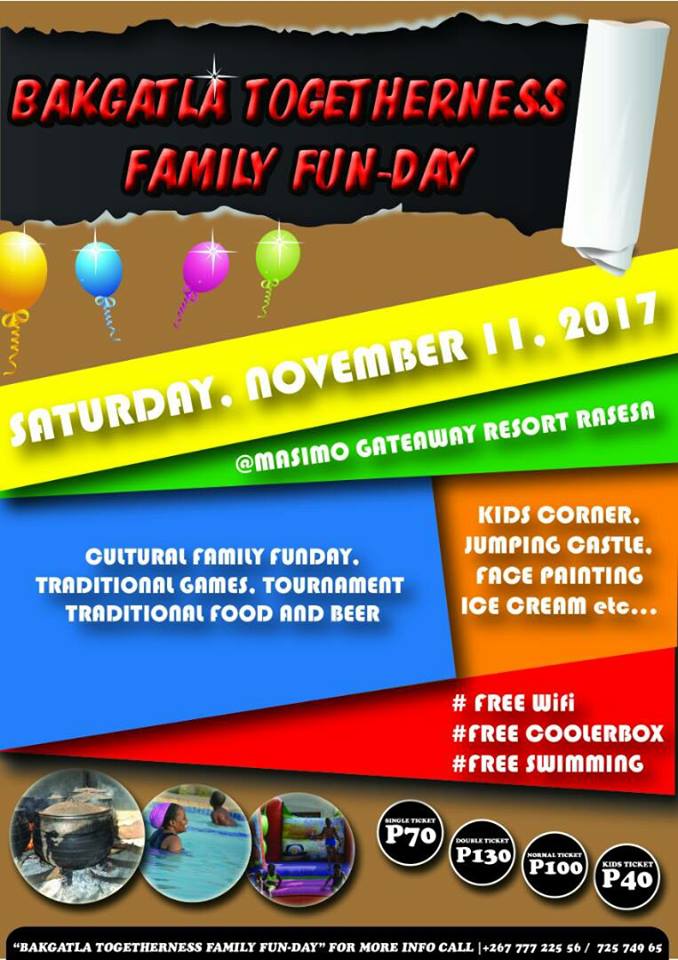 BAKGATLA TOGETHERNESS
FAMILY FUN-DAY
SATURDAY, NOVEMBER 11, 2017
@MASIMO GATEAWAY RESORT RASESA
CULTURAL FAMILY FUNDAY,
TRADITIONAL GAMES, TOURNAMENT
TRADITIONAL FOOD AND BEER
KIDS CORNER,
JUMPING CASTLE,
FACE PAINTING
ICE CREAM etc...
# FREE Wifi
#FREE COOLERBOX
#FREE SWIMMING
SINGLE TICKET
P70
DOUBLE TICKET
P130
NORMAL TICKET
P100
KIDS TICKET
P40
"BAKGATLA TOGETHERNESS FAMILY FUN-DAY" FOR MORE INFO CALL |+267 777 225 56 / 725 749 65